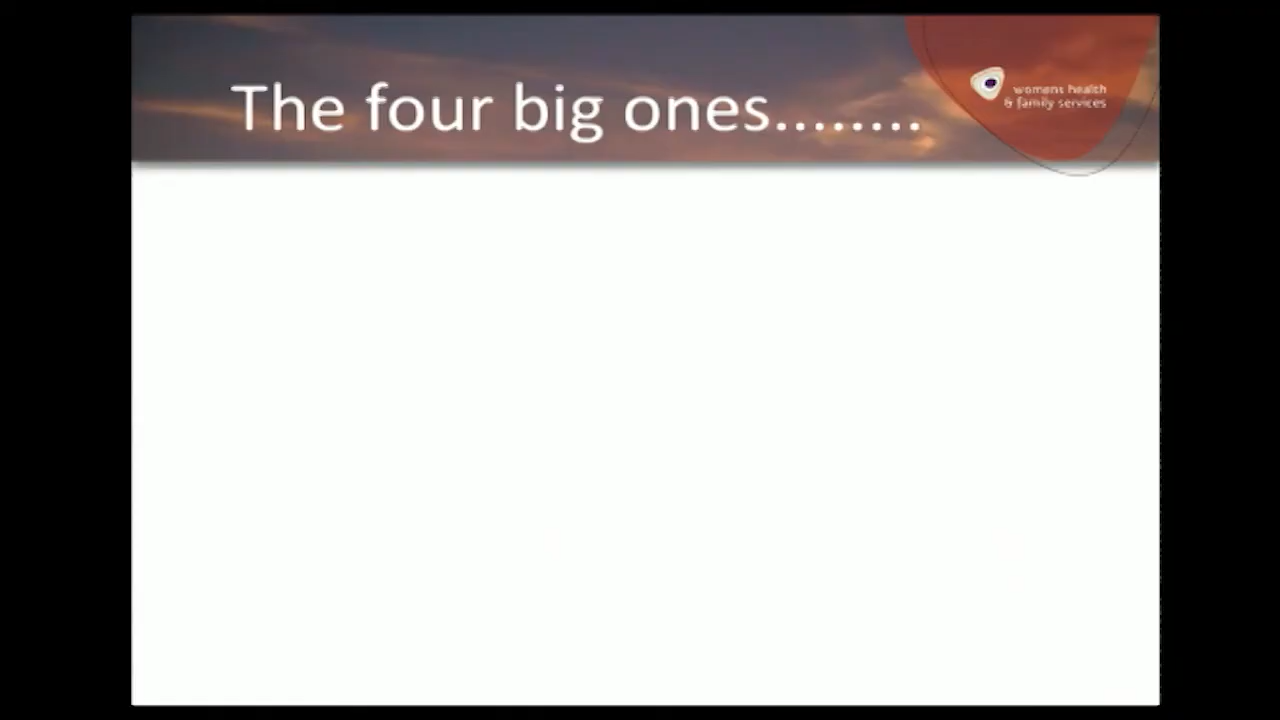 The four big ones........
womens health
& family services